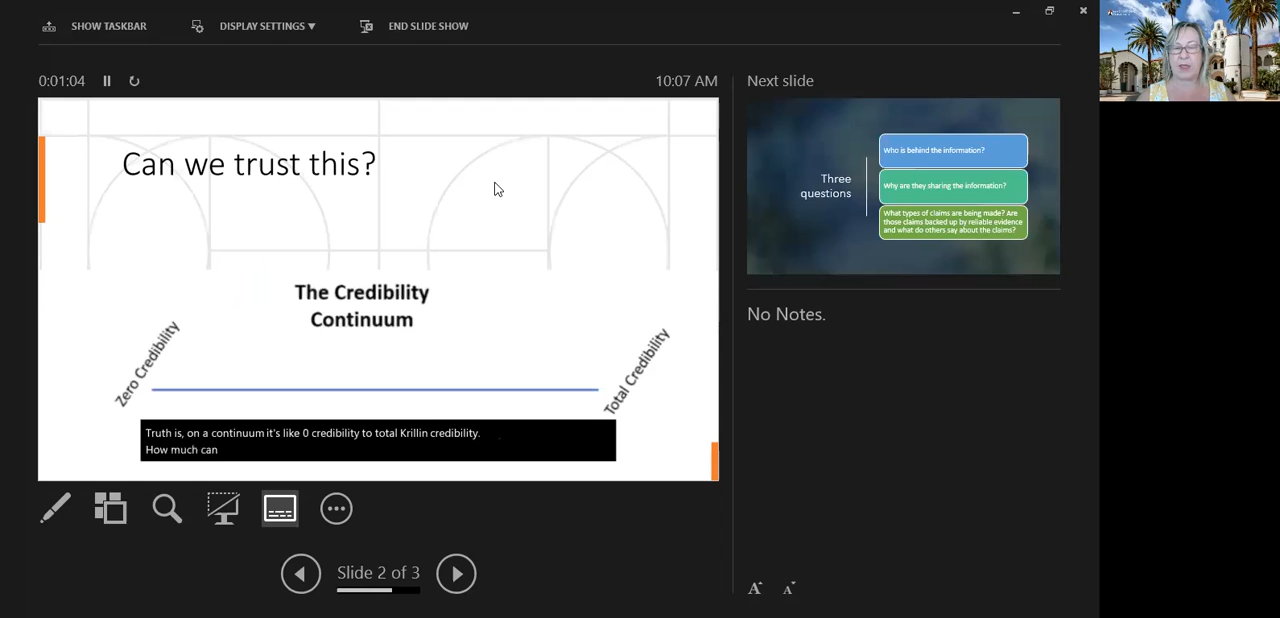 SHOW TASKBAR
DISPLAY SETTINGS ▼
END SLIDE SHOW
0:01:04
10:07 AM
Can we trust this?
The Credibility
Continuum
Zero Credibility
Total Credibility
Truth is, on a continuum it's like 0 credibility to total Krillin credibility.
How much can
Slide 2 of 3
Next slide
Three
questions
Who is behind the information?
Why are they sharing the information?
What types of claims are being made? Are
those claims backed up by reliable evidence
and what do others say about the claims?
No Notes.
A A